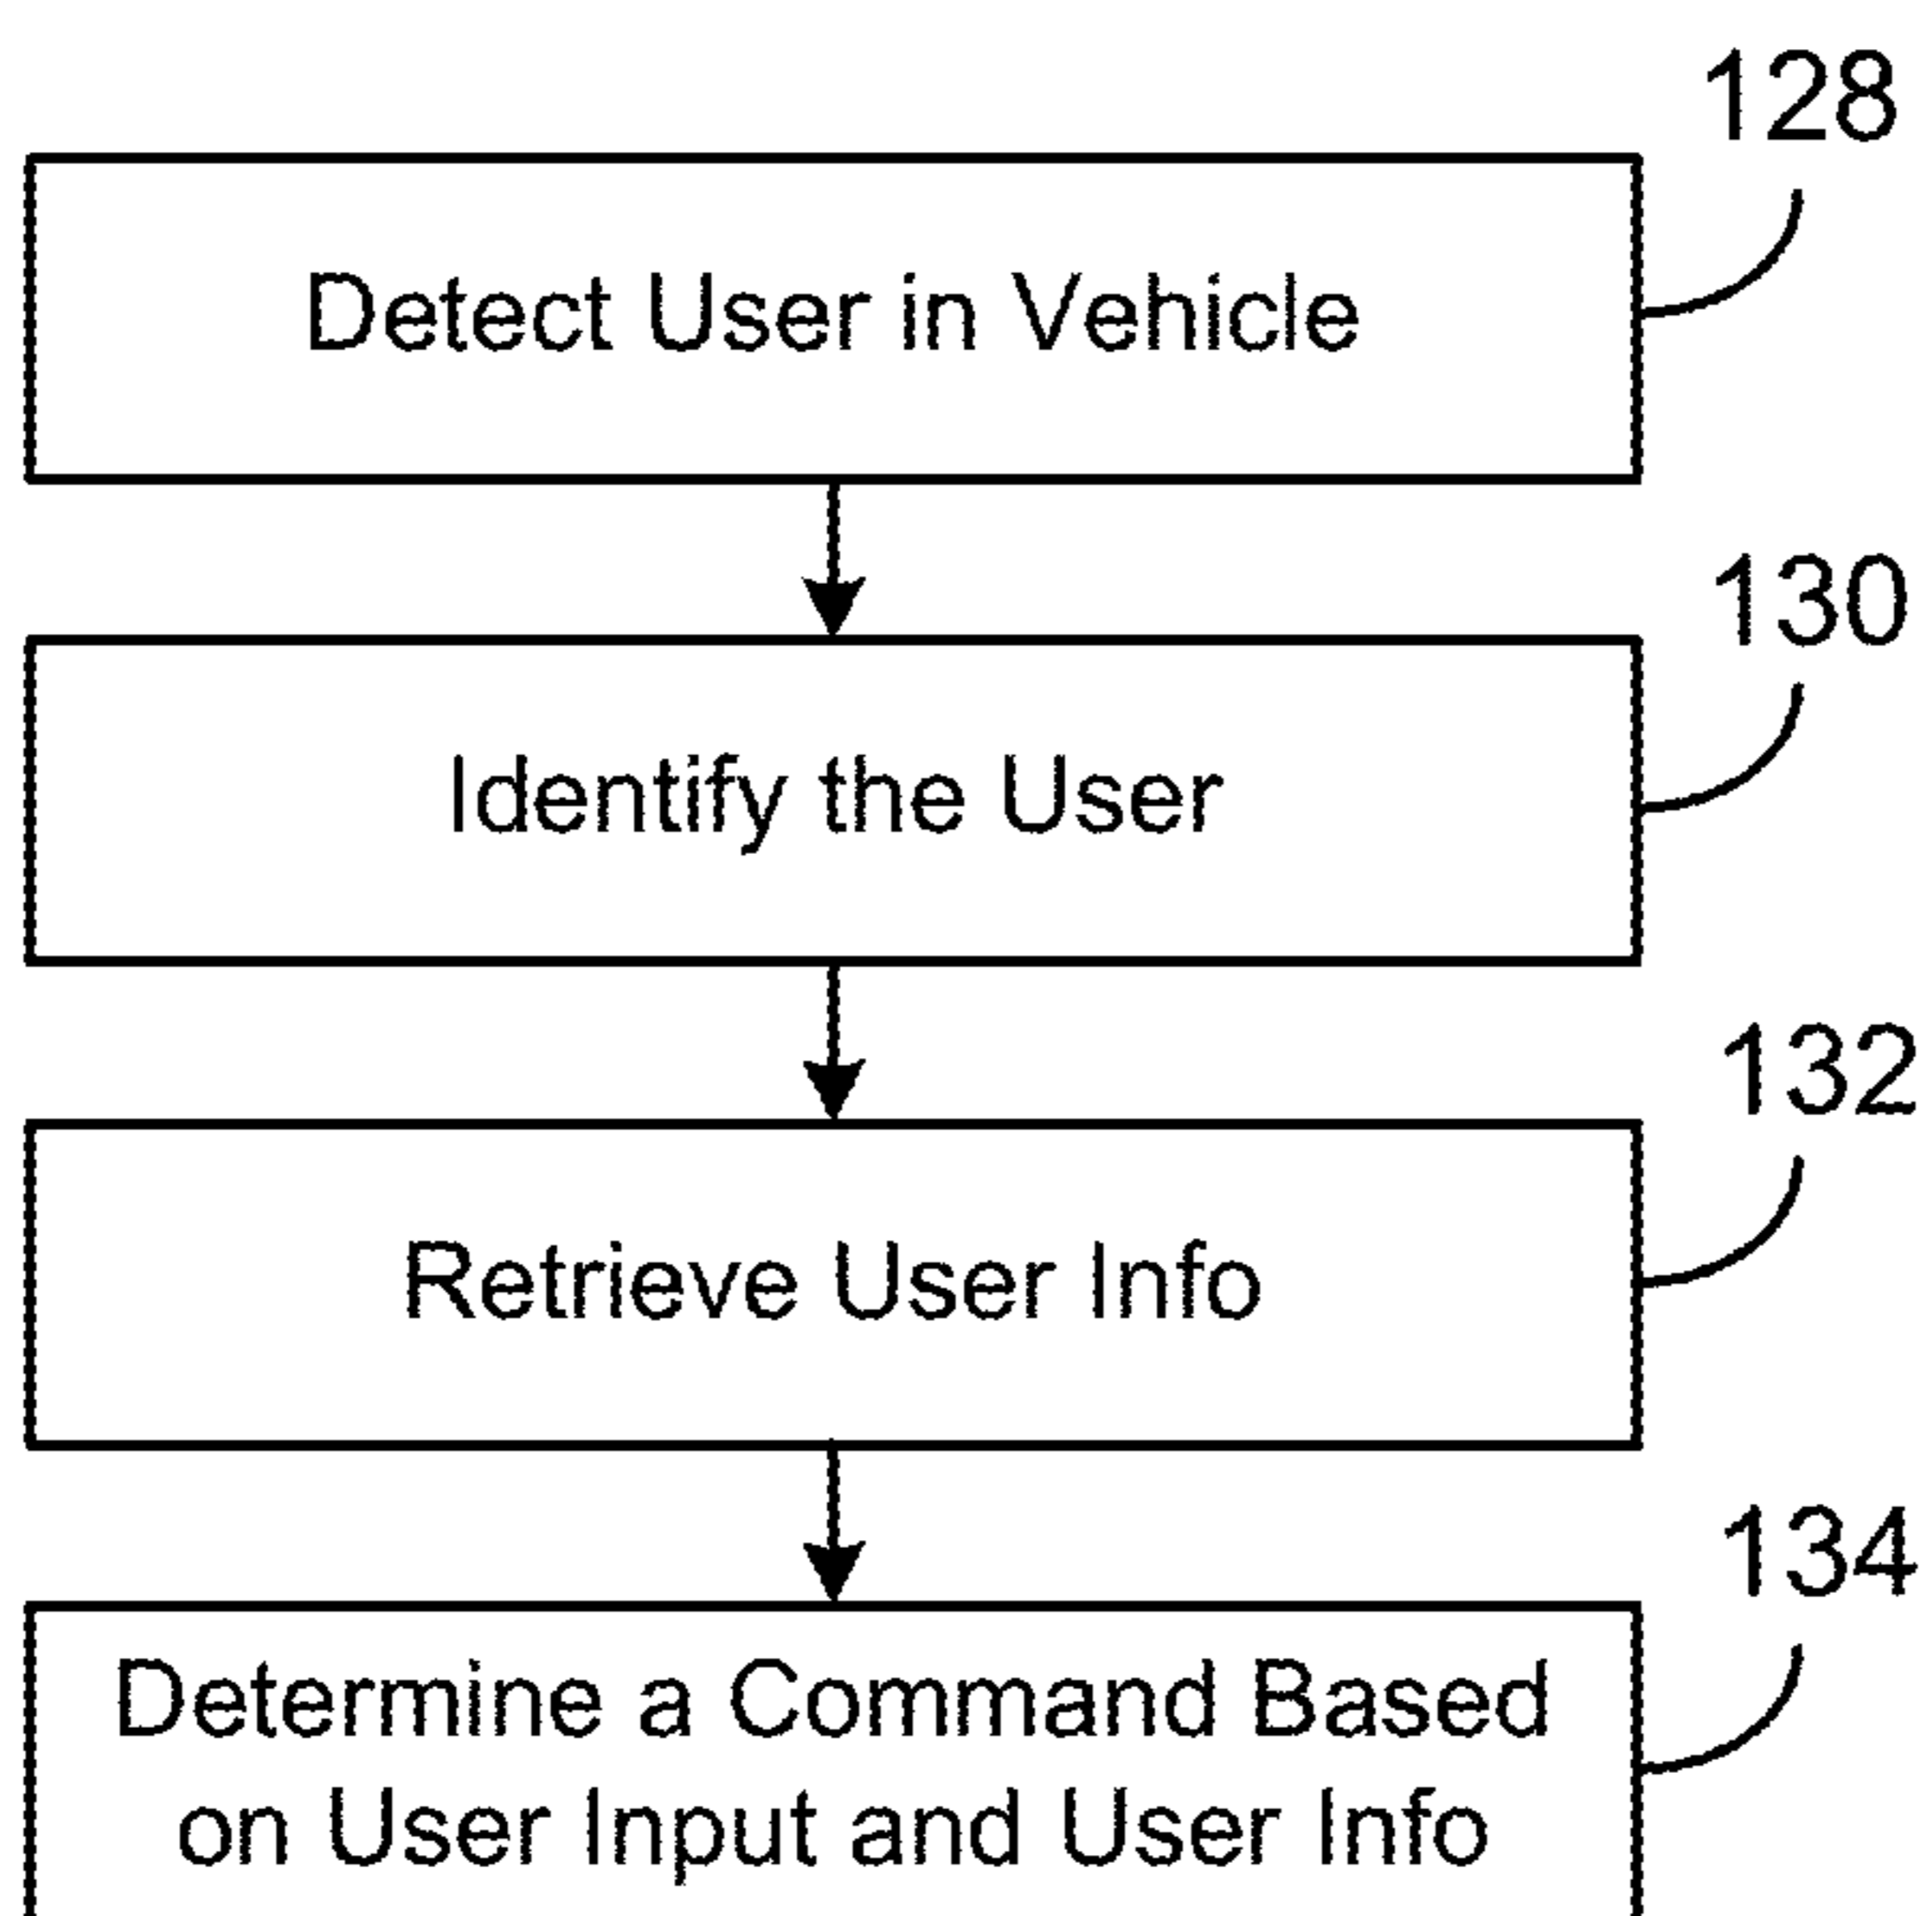 128
Detect User in Vehicle
130
Identify the User
132
Retrieve User Info
134
Determine a Command Based
on User Input and User Info